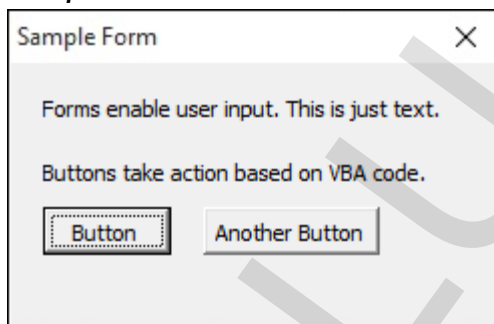 Sample Form
Forms enable user input. This is just text.
Buttons take action based on VBA code.
Button Another Button